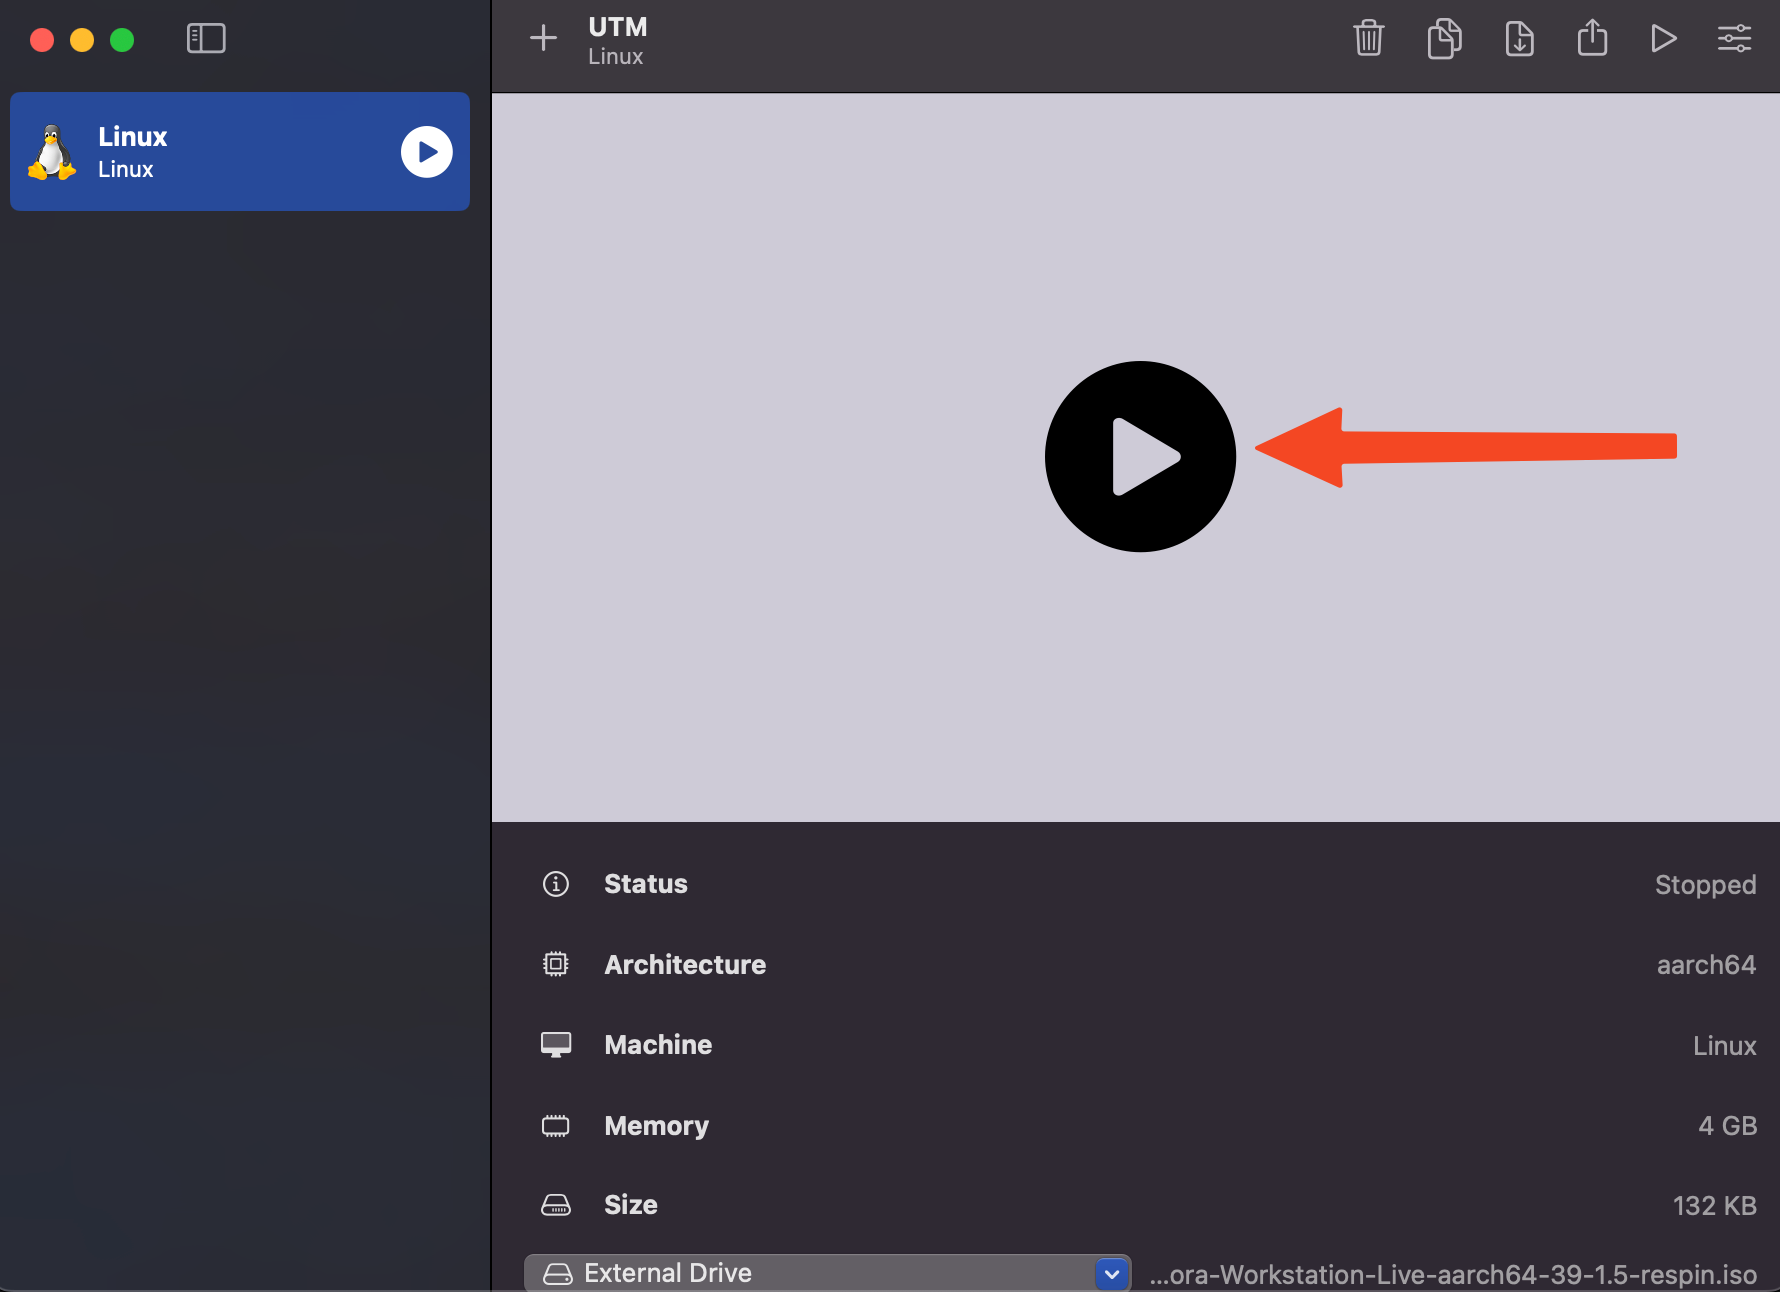 UTM
Linux
Linux
Linux
Status Stopped
Architecture aarch64
Machine Linux
Memory 4 GB
Size 132 KB
External Drive ...ora-Workstation-Live-aarch64-39-1.5-respin.iso